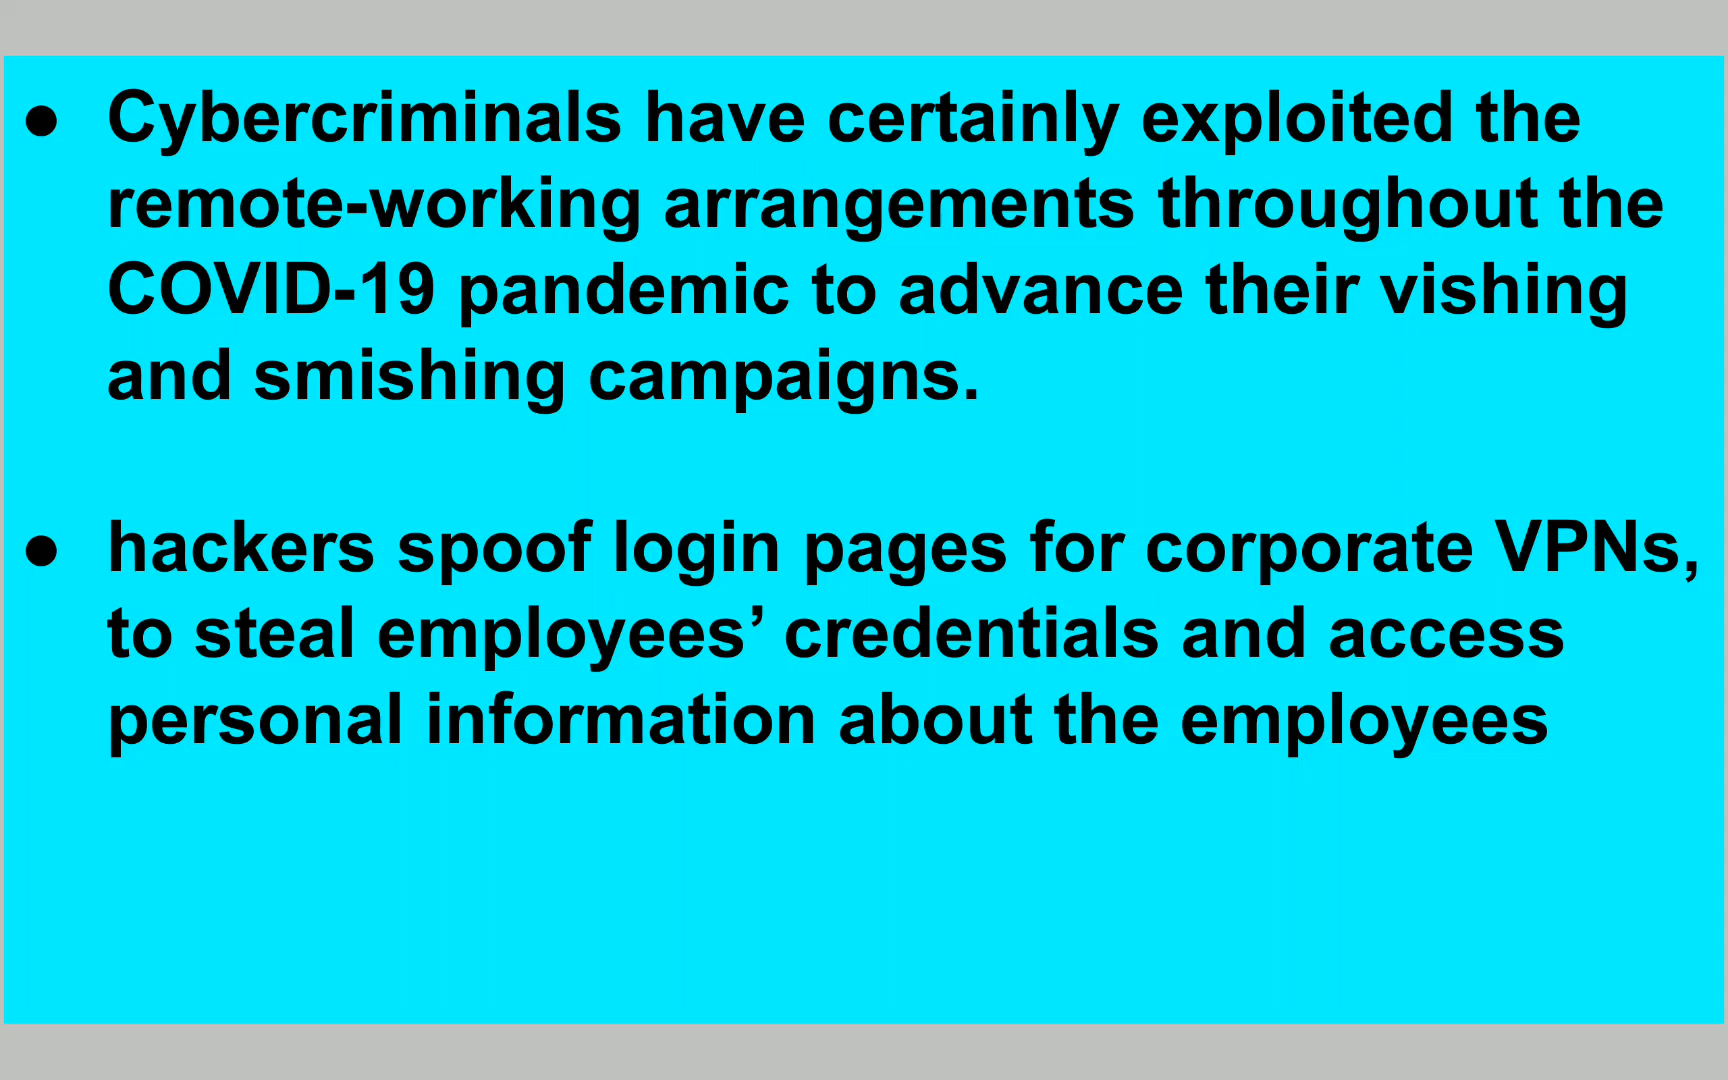 ● Cybercriminals have certainly exploited the
remote-working arrangements throughout the
COVID-19 pandemic to advance their vishing
and smishing campaigns.
● hackers spoof login pages for corporate VPNs,
to steal employees’ credentials and access
personal information about the employees